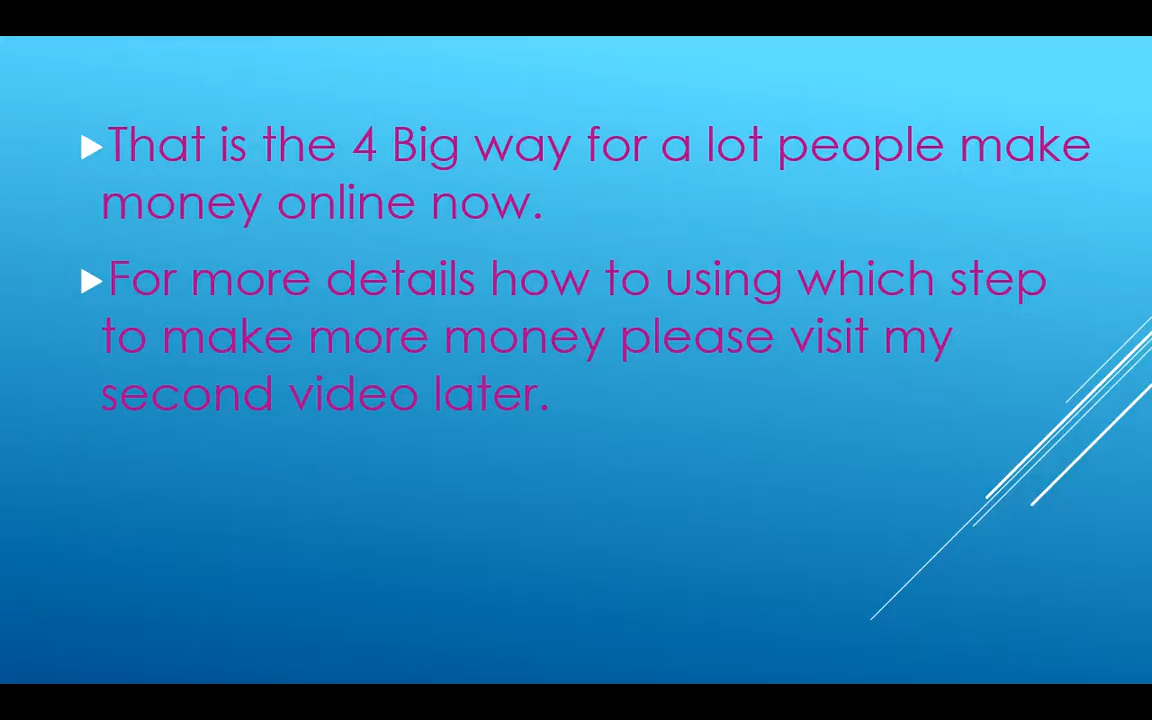 That is the 4 Big way for a lot people make
money online now.
For more details how to using which step
to make more money please visit my
second video later.